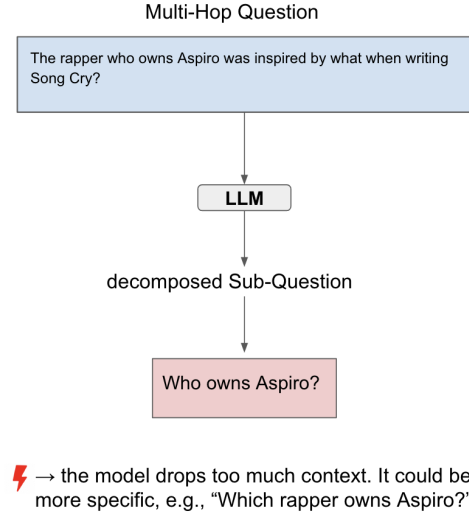 Multi-Hop Question
The rapper who owns Aspiro was inspired by what when writing
Song Cry?
LLM
decomposed Sub-Question
Who owns Aspiro?
→ the model drops too much context. It could be
more specific, e.g., “Which rapper owns Aspiro?”